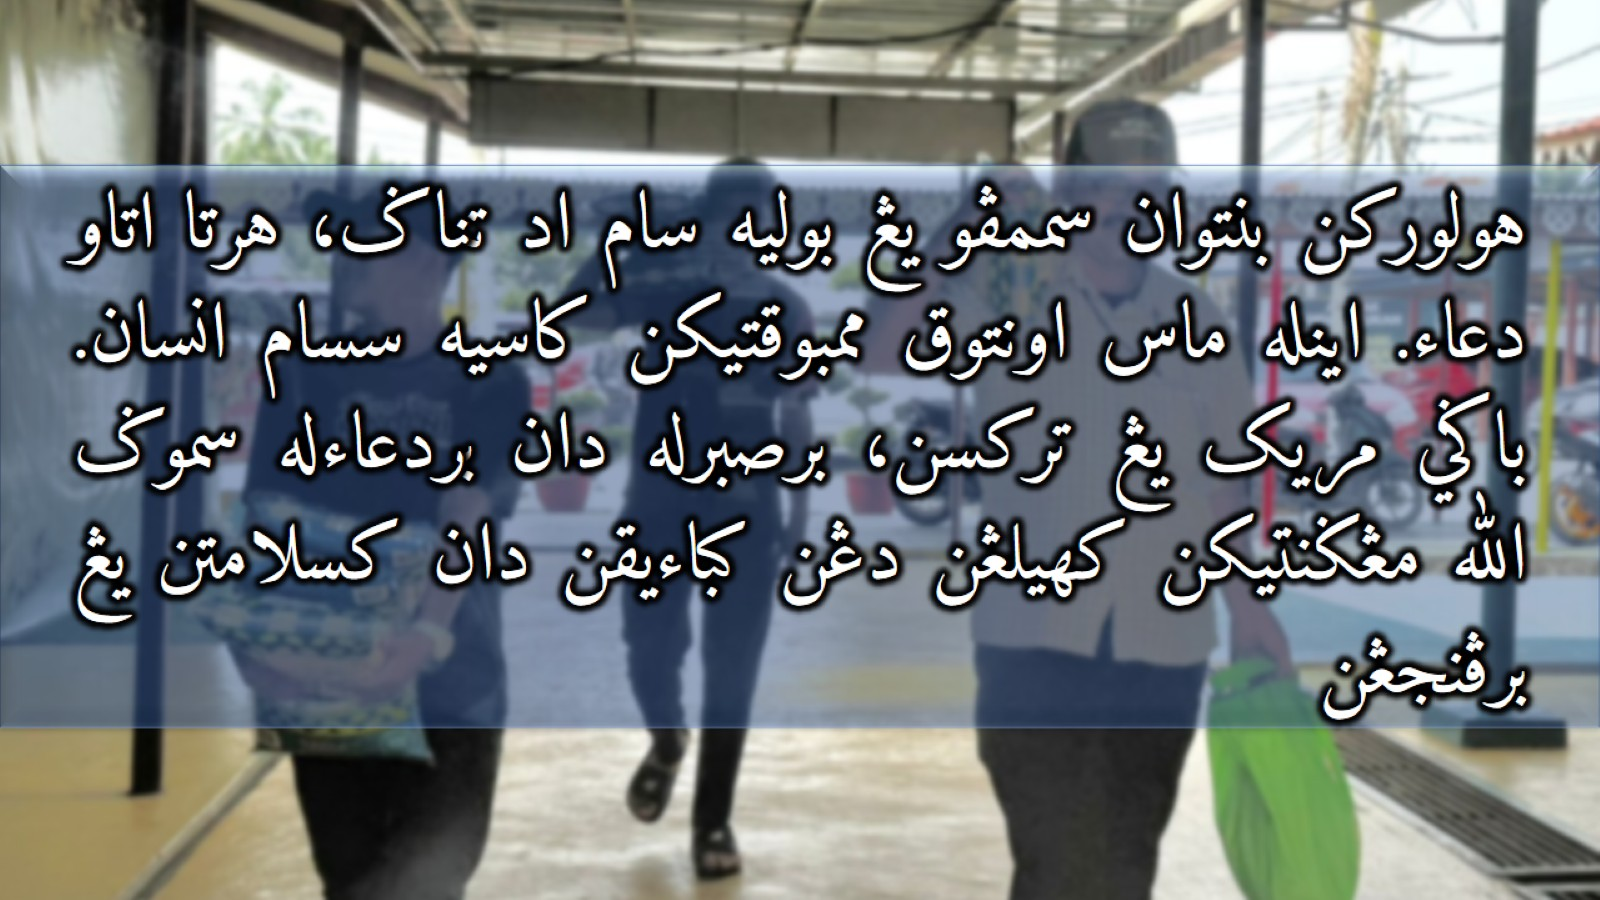 هولوركن بنتوان سممڤو يڠ بوليه سام اد تناݢ، هرتا اتاو
دعاء. اينله ماس اونتوق ممبوقتيكن كاسيه سسام انسان.
باݢي مريک يڠ تركسن، برصبرله دان بردعاءله سموݢ
الله مڠݢنتيكن كهيلڠن دڠن كباءيقن دان كسلامتن يڠ
برڤنجڠن